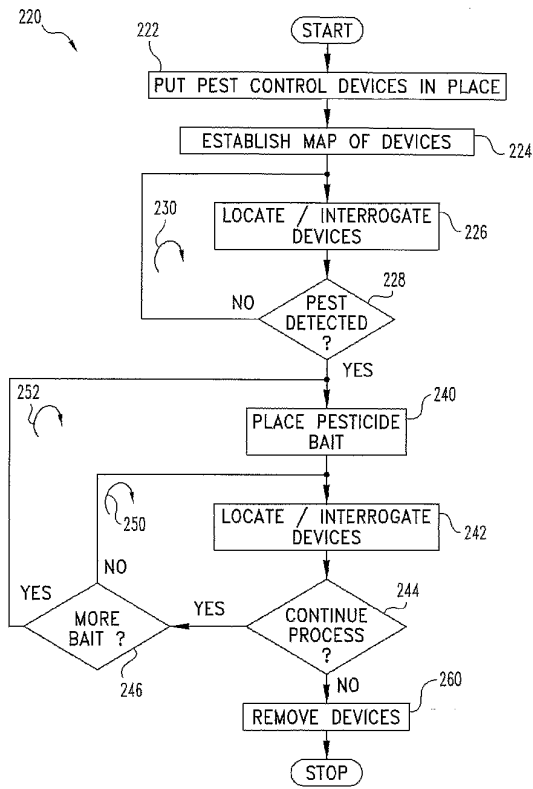 220
START
222
PUT PEST CONTROL DEVICES IN PLACE
ESTABLISH MAP OF DEVICES
224
230
LOCATE / INTERROGATE
DEVICES
226
228
NO
PEST
DETECTED
?
YES
252
240
PLACE PESTICIDE
BAIT
250
LOCATE / INTERROGATE
DEVICES
242
NO
YES
YES
244
MORE
BAIT ?
CONTINUE
PROCESS
?
246
NO
260
REMOVE DEVICES
STOP